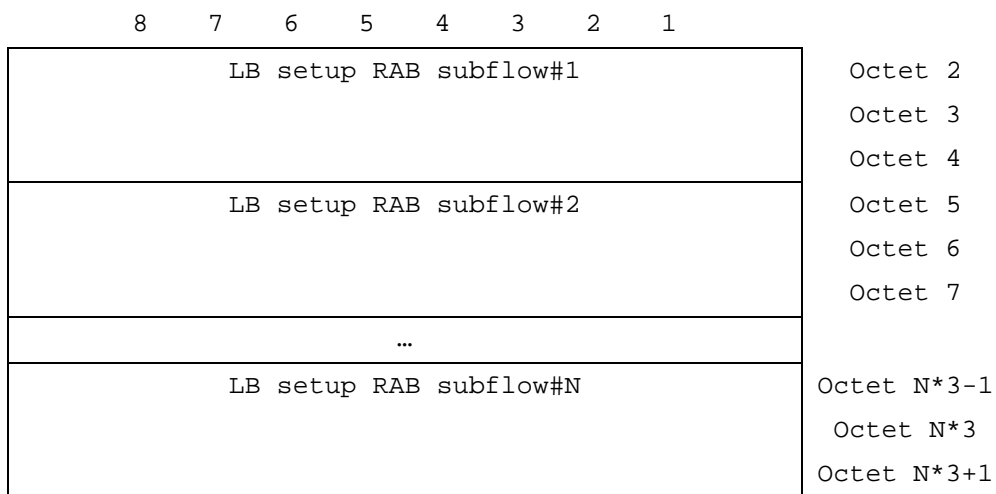 8 7 6 5 4 3 2 1
LB setup RAB subflow#1 Octet 2
Octet 3
Octet 4
LB setup RAB subflow#2 Octet 5
Octet 6
Octet 7
…
LB setup RAB subflow#N Octet N*3-1
Octet N*3
Octet N*3+1